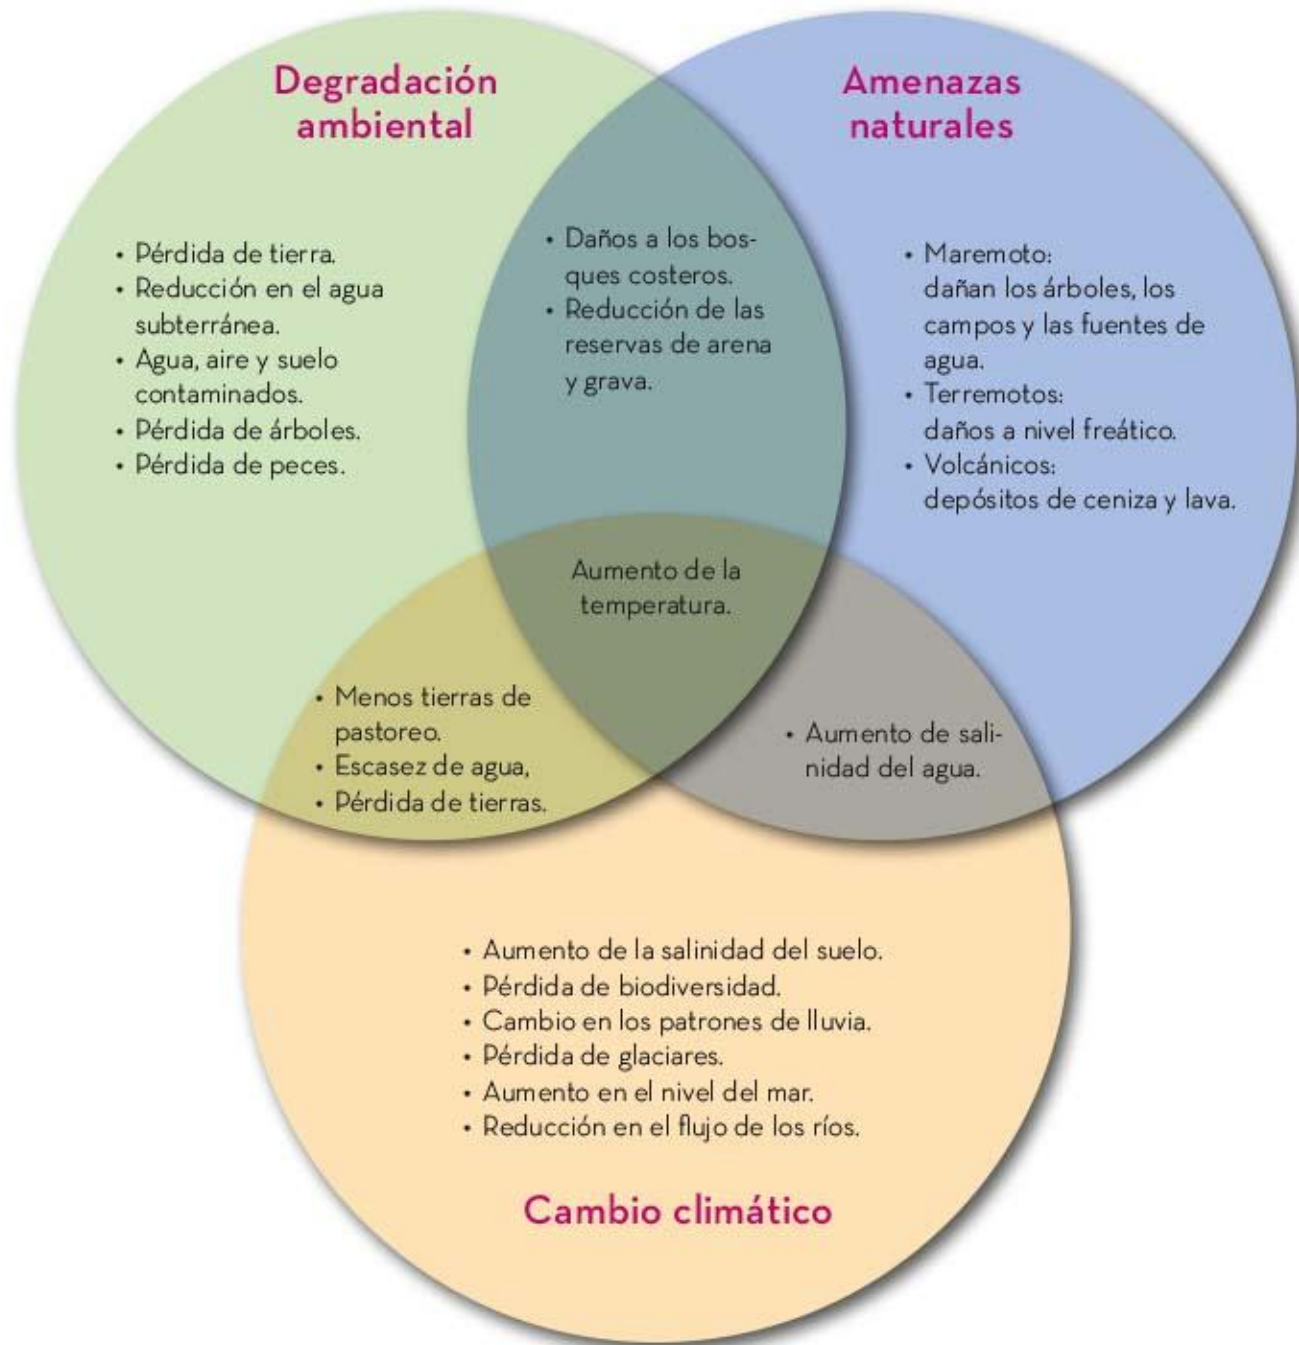 Degradación
ambiental
• Pérdida de tierra.
• Reducción en el agua
subterránea.
• Agua, aire y suelo
contaminados.
• Pérdida de árboles.
• Pérdida de peces.
• Daños a los bos-
ques costeros.
• Reducción de las
reservas de arena
y grava.
Amenazas
naturales
• Maremoto:
dañan los árboles, los
campos y las fuentes de
agua.
• Terremotos:
daños a nivel freático.
• Volcánicos:
depósitos de ceniza y lava.
Aumento de la
temperatura.
• Menos tierras de
pastoreo.
• Escasez de agua,
• Pérdida de tierras.
• Aumento de sali-
nidad del agua.
• Aumento de la salinidad del suelo.
• Pérdida de biodiversidad.
• Cambio en los patrones de lluvia.
• Pérdida de glaciares.
• Aumento en el nivel del mar.
• Reducción en el flujo de los ríos.
Cambio climático